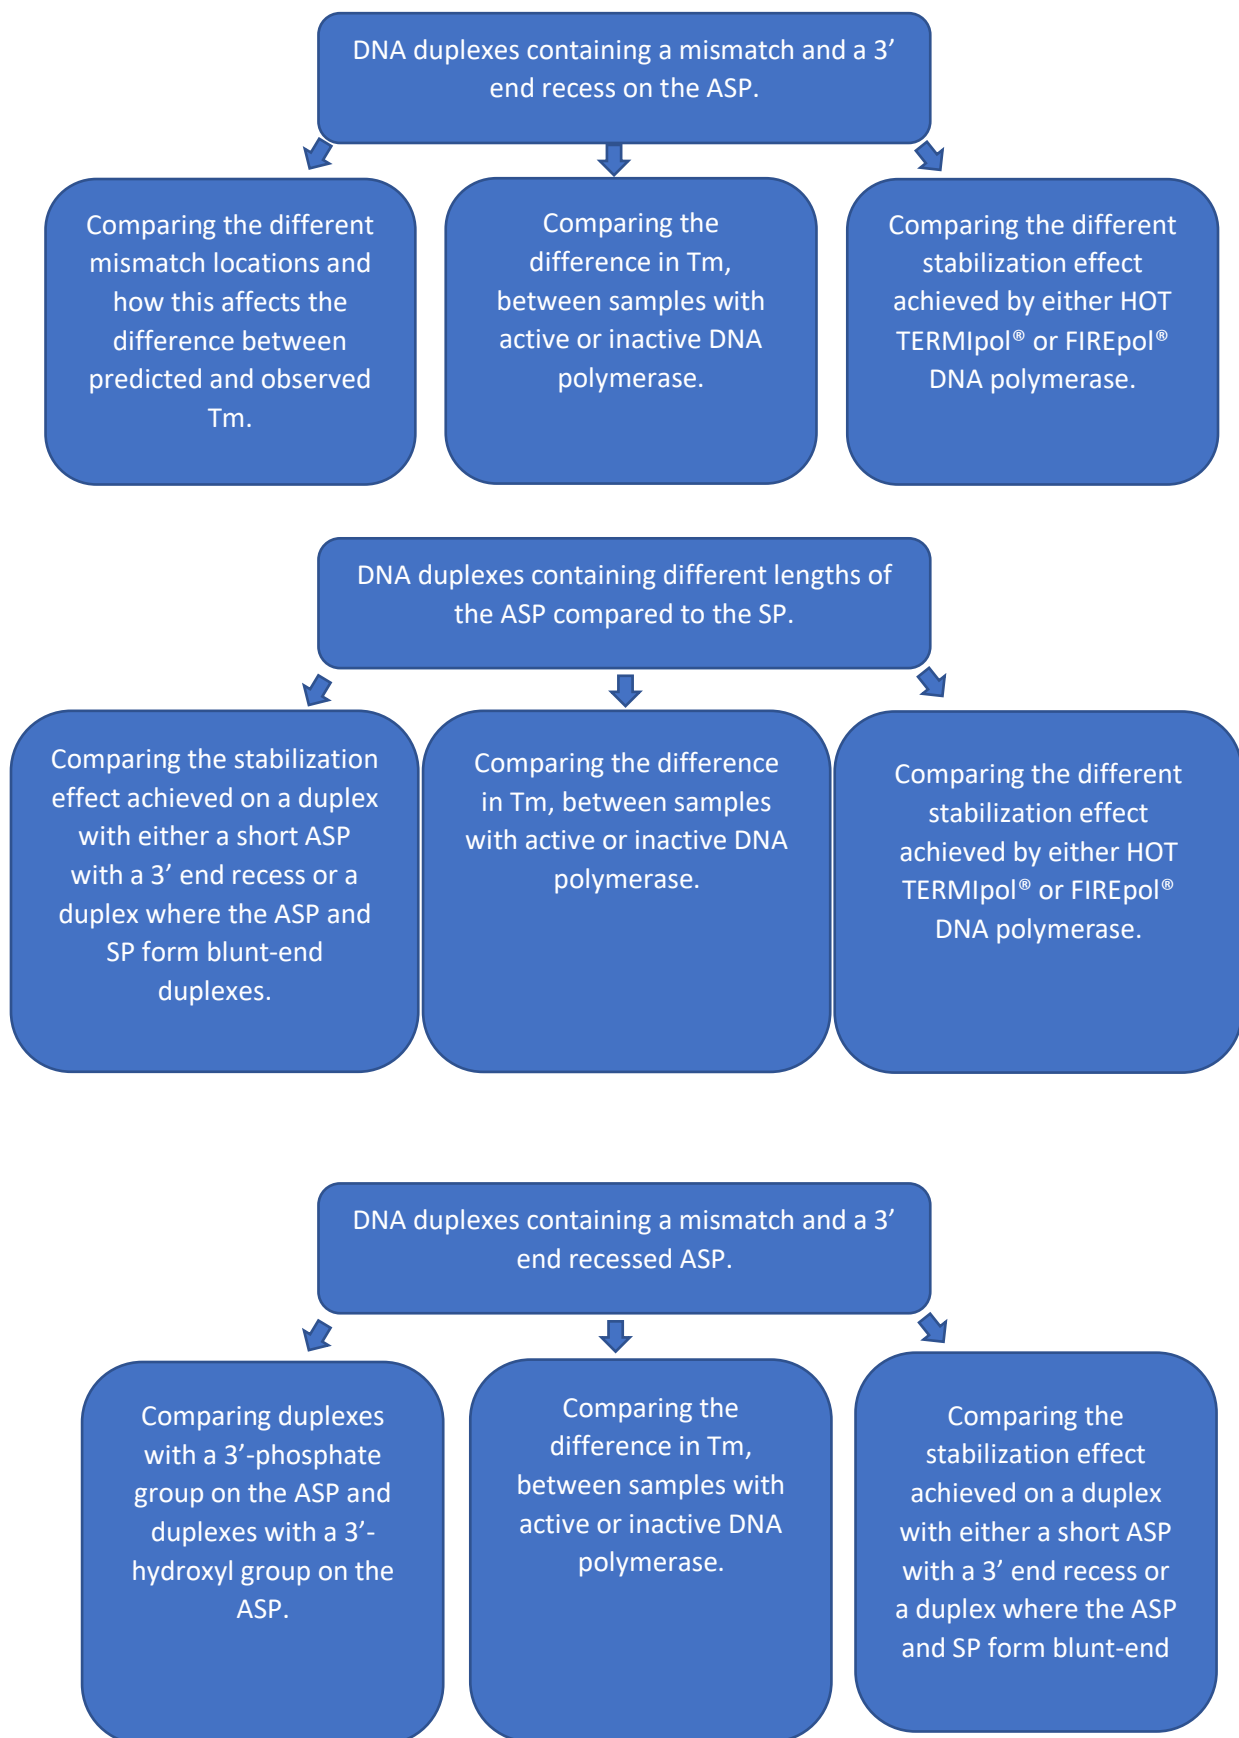 DNA duplexes containing a mismatch and a 3’
end recess on the ASP.
Comparing the different
mismatch locations and
how this affects the
difference between
predicted and observed
Tm.
Comparing the
difference in Tm,
between samples with
active or inactive DNA
polymerase.
Comparing the different
stabilization effect
achieved by either HOT
TERMIpol® or FIREpol®
DNA polymerase.
DNA duplexes containing different lengths of
the ASP compared to the SP.
Comparing the stabilization
effect achieved on a duplex
with either a short ASP
with a 3’ end recess or a
duplex where the ASP and
SP form blunt-end
duplexes.
Comparing the difference
in Tm, between samples
with active or inactive DNA
polymerase.
Comparing the different
stabilization effect
achieved by either HOT
TERMIpol® or FIREpol®
DNA polymerase.
DNA duplexes containing a mismatch and a 3’
end recessed ASP.
Comparing duplexes
with a 3’-phosphate
group on the ASP and
duplexes with a 3’-
hydroxyl group on the
ASP.
Comparing the
difference in Tm,
between samples with
active or inactive DNA
polymerase.
Comparing the
stabilization effect
achieved on a duplex
with either a short ASP
with a 3’ end recess or
a duplex where the ASP
and SP form blunt-end